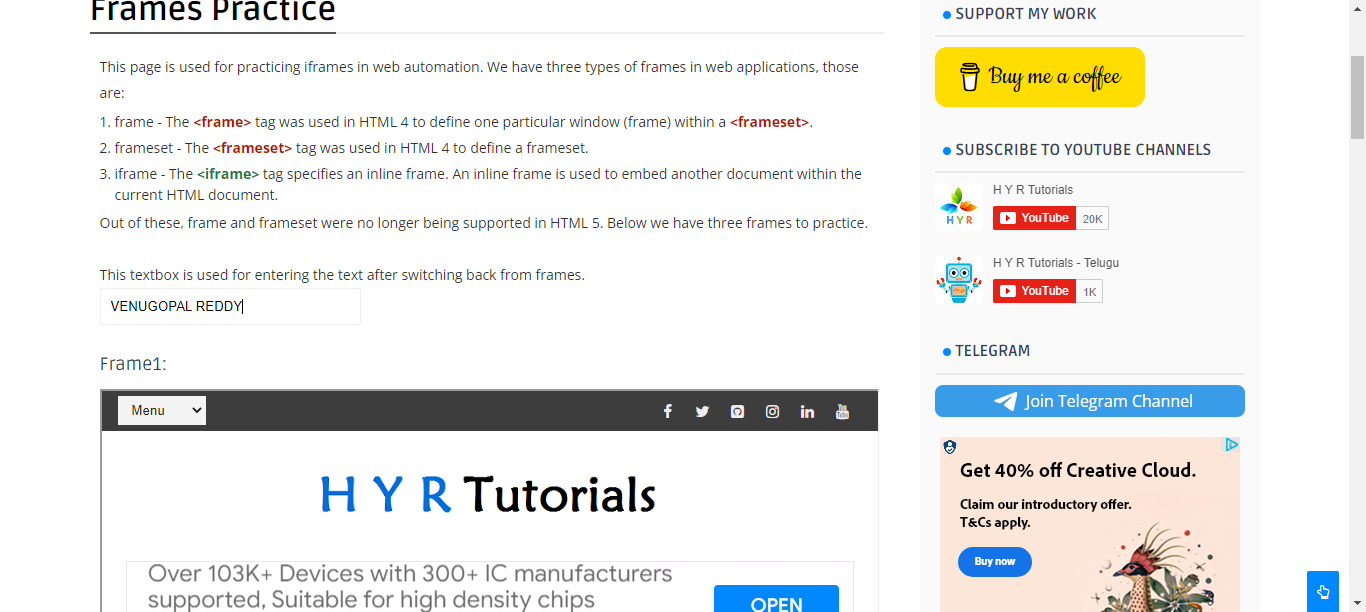 Frames Practice
This page is used for practicing iframes in web automation. We have three types of frames in web applications, those
are:
1. frame - The <frame> tag was used in HTML 4 to define one particular window (frame) within a <frameset>.
2. frameset - The <frameset> tag was used in HTML 4 to define a frameset.
3. iframe - The <iframe> tag specifies an inline frame. An inline frame is used to embed another document within the
current HTML document.
Out of these, frame and frameset were no longer being supported in HTML 5. Below we have three frames to practice.
This textbox is used for entering the text after switching back from frames.
VENUGOPAL REDDY
Frame1:
Menu
You Tube
H Y R Tutorials
Over 103K+ Devices with 300+ IC manufacturers
supported, Suitable for high density chips
OPEN
SUPPORT MY WORK
Buy me a coffee
SUBSCRIBE TO YOUTUBE CHANNELS
HYR
H Y R Tutorials
YouTube 20K
H Y R Tutorials - Telugu
YouTube 1K
TELEGRAM
Join Telegram Channel
Get 40% off Creative Cloud.
Claim our introductory offer.
T&Cs apply.
Buy now